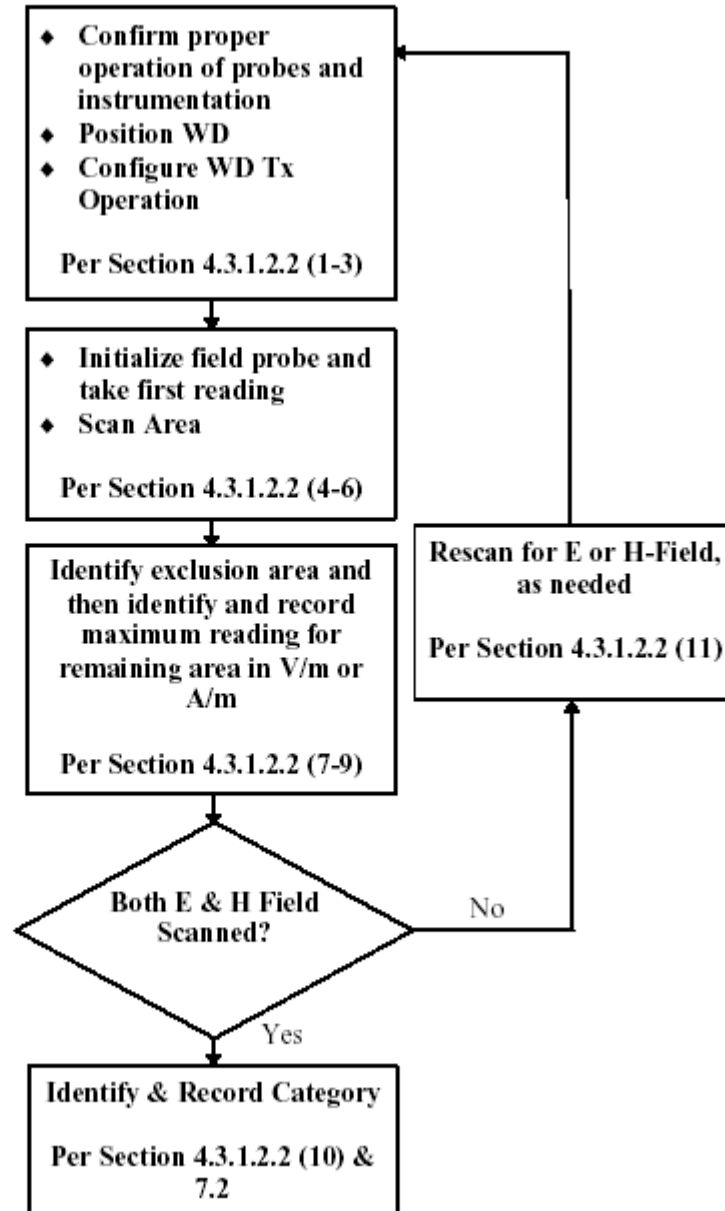 ◆ Confirm proper
operation of probes and
instrumentation
◆ Position WD
◆ Configure WD Tx
Operation
Per Section 4.3.1.2.2 (1-3)
◆ Initialize field probe and
take first reading
◆ Scan Area
Per Section 4.3.1.2.2 (4-6)
Identify exclusion area and
then identify and record
maximum reading for
remaining area in V/m or
A/m
Per Section 4.3.1.2.2 (7-9)
Rescan for E or H-Field,
as needed
Per Section 4.3.1.2.2 (11)
Both E & H Field
Scanned?
No
Yes
Identify & Record Category
Per Section 4.3.1.2.2 (10) &
7.2